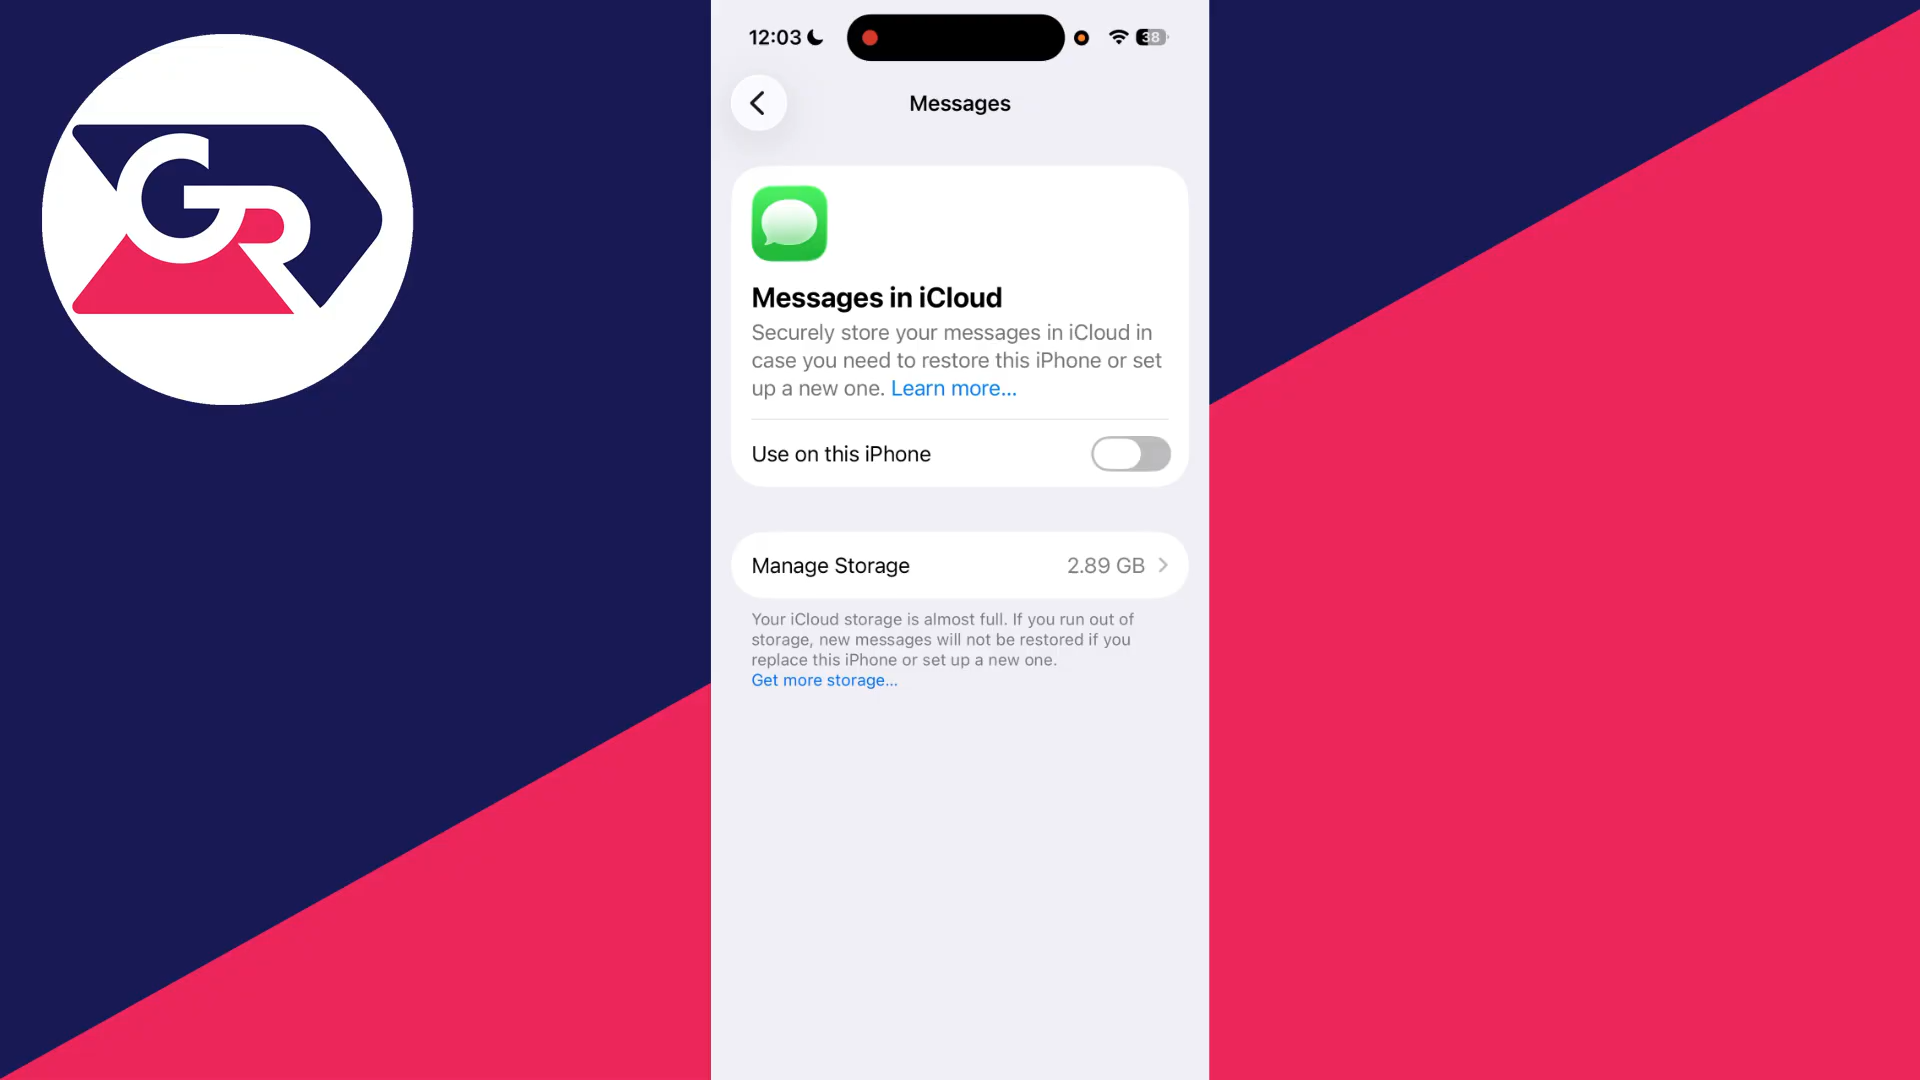 GR
12:03
38
Messages
Messages in iCloud
Securely store your messages in iCloud in
case you need to restore this iPhone or set
up a new one. Learn more...
Use on this iPhone
Manage Storage 2.89 GB
Your iCloud storage is almost full. If you run out of
storage, new messages will not be restored if you
replace this iPhone or set up a new one.
Get more storage...